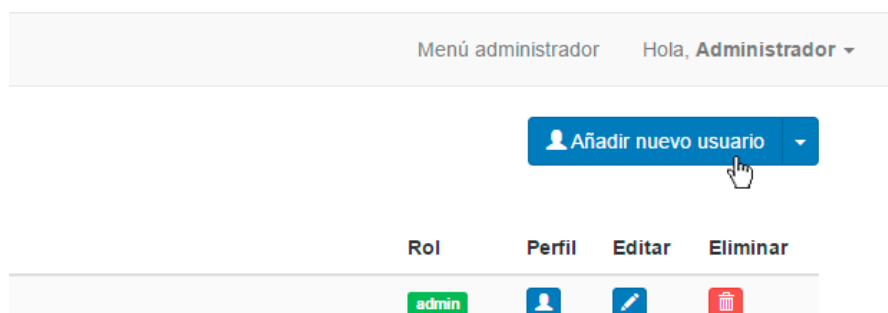 Menú administrador Hola, Administrador
Añadir nuevo usuario
Rol Perfil Editar Eliminar
admin